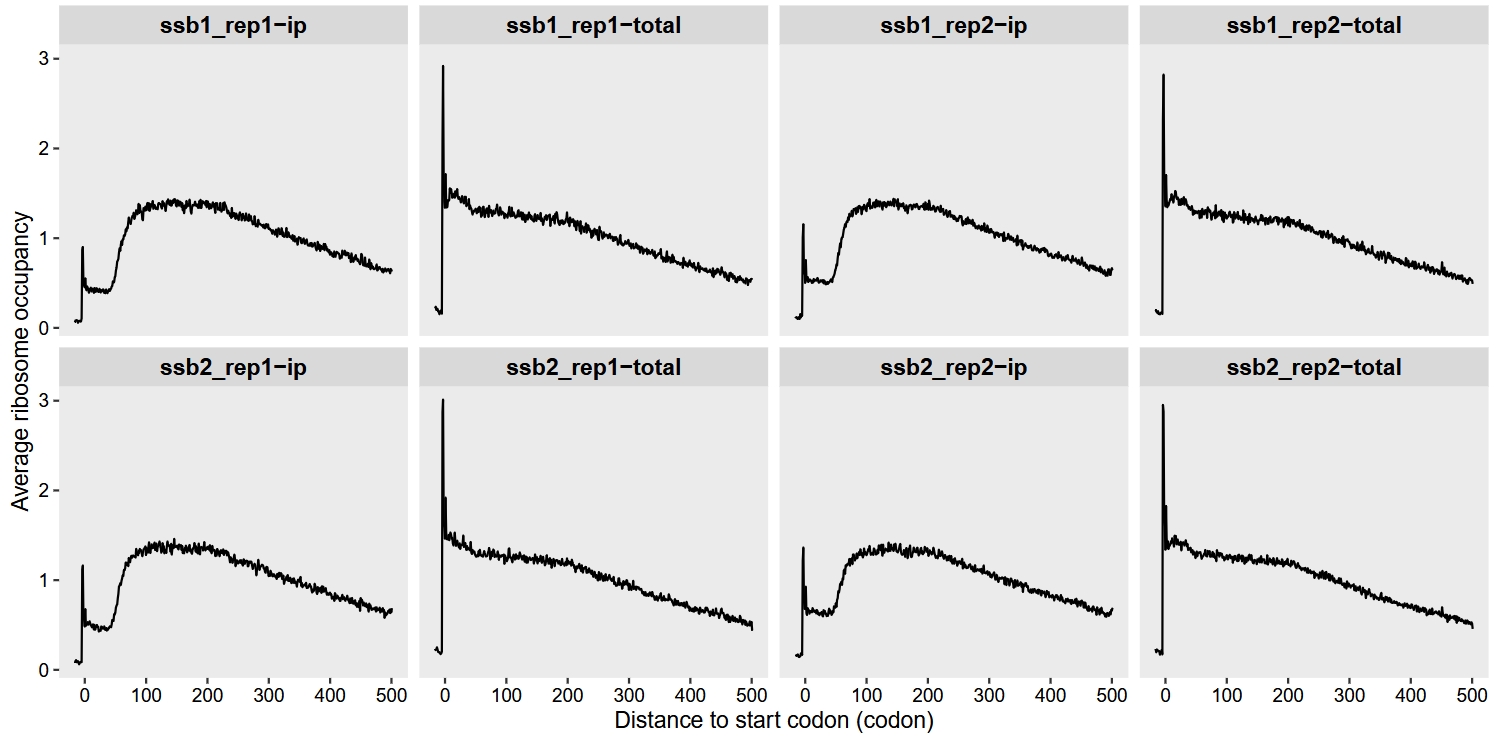 ssb1_rep1−ip ssb1_rep1−total ssb1_rep2−ip ssb1_rep2−total
3
2
1
0
ssb2_rep1−ip ssb2_rep1−total ssb2_rep2−ip ssb2_rep2−total
3
2
1
0
Average ribosome occupancy
0 100 200 300 400 500 0 100 200 300 400 500 0 100 200 300 400 500 0 100 200 300 400 500
Distance to start codon (codon)